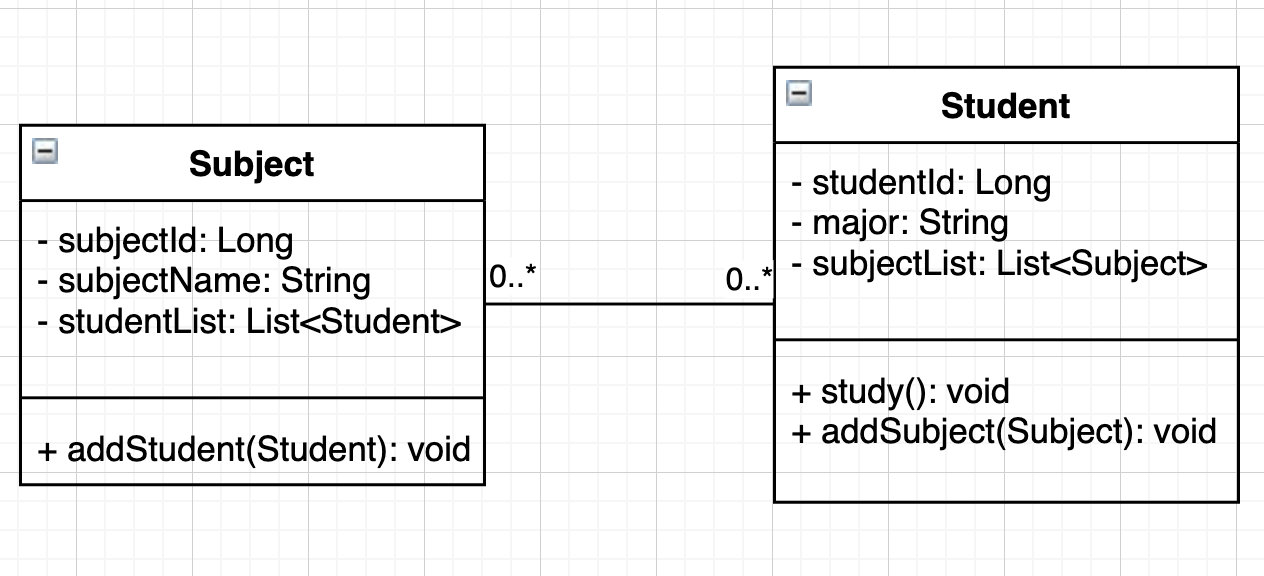 Subject
- subjectId: Long
- subjectName: String
- studentList: List<Student>
+ addStudent(Student): void
0..*
0..*
Student
- studentId: Long
- major: String
- subjectList: List<Subject>
+ study(): void
+ addSubject(Subject): void